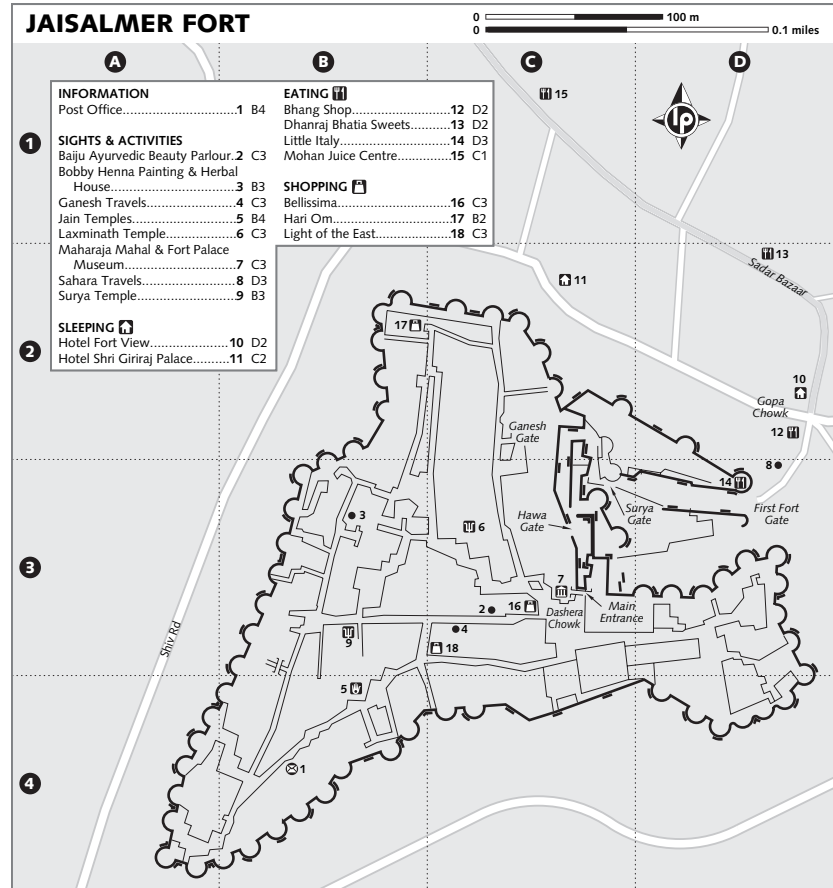 JAISALMER FORT
0 100 m
0 0.1 miles
A B C D
1
2
3
4
INFORMATION
Post Office..............................1 B4
SIGHTS & ACTIVITIES
Baiju Ayurvedic Beauty Parlour..2 C3
Bobby Henna Painting & Herbal
House..............................3 B3
Ganesh Travels..............................4 C3
Jain Temples..............................5 B4
Laxminath Temple..............................6 C3
Maharaja Mahal & Fort Palace
Museum..............................7 C3
Sahara Travels..............................8 D3
Surya Temple..............................9 B3
SLEEPING
Hotel Fort View..............................10 D2
Hotel Shri Giriraj Palace..........11 C2
EATING
Bhang Shop..............................12 D2
Dhanraj Bhatia Sweets..........13 D2
Little Italy..............................14 D3
Mohan Juice Centre..........15 C1
SHOPPING
Bellissima..............................16 C3
Hari Om..............................17 B2
Light of the East..........18 C3
15
lp
13
Sadar Bazaar
11
17
10
Gopa
Chowk
12
Ganesh
Gate
8
14
First Fort
Gate
Surya
Gate
Hawa
Gate
3
6
7
2
16
Dashera
Chowk
Main
Entrance
4
9
18
5
1
Shiv Rd